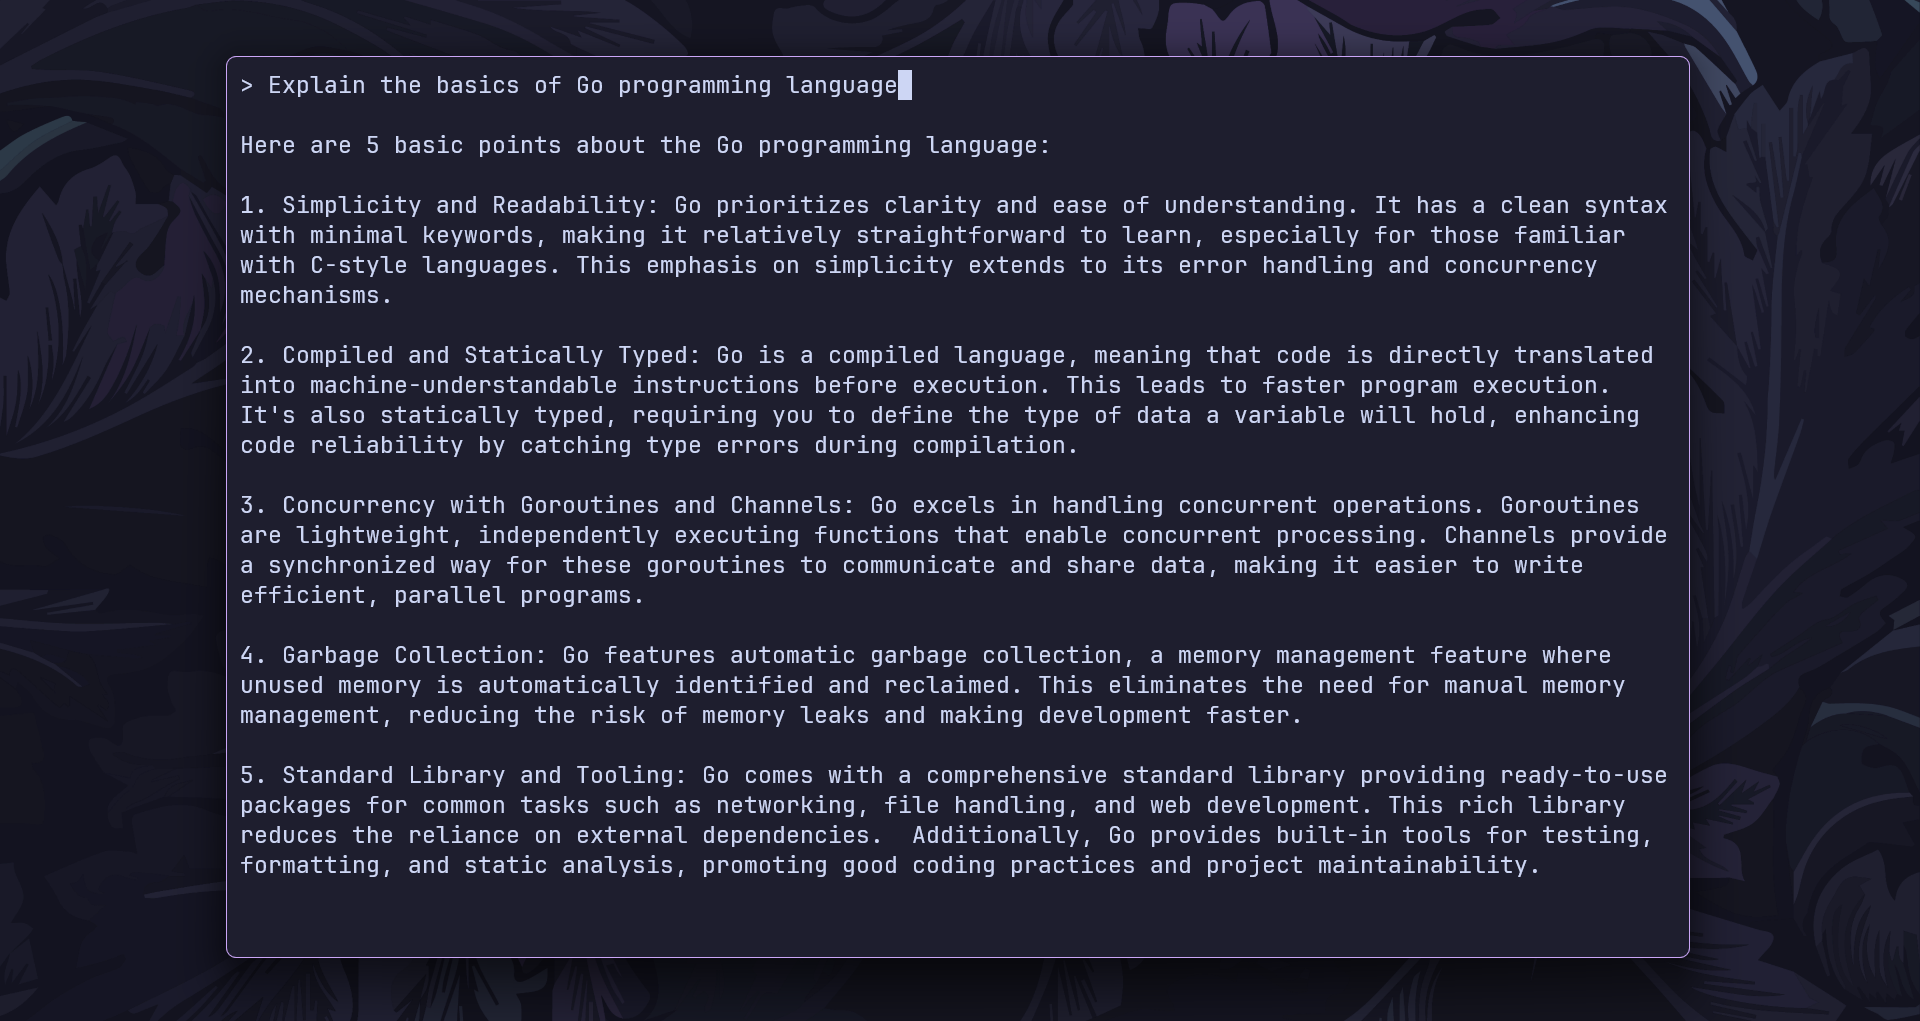 > Explain the basics of Go programming language
Here are 5 basic points about the Go programming language:
1. Simplicity and Readability: Go prioritizes clarity and ease of understanding. It has a clean syntax
with minimal keywords, making it relatively straightforward to learn, especially for those familiar
with C-style languages. This emphasis on simplicity extends to its error handling and concurrency
mechanisms.
2. Compiled and Statically Typed: Go is a compiled language, meaning that code is directly translated
into machine-understandable instructions before execution. This leads to faster program execution.
It's also statically typed, requiring you to define the type of data a variable will hold, enhancing
code reliability by catching type errors during compilation.
3. Concurrency with Goroutines and Channels: Go excels in handling concurrent operations. Goroutines
are lightweight, independently executing functions that enable concurrent processing. Channels provide
a synchronized way for these goroutines to communicate and share data, making it easier to write
efficient, parallel programs.
4. Garbage Collection: Go features automatic garbage collection, a memory management feature where
unused memory is automatically identified and reclaimed. This eliminates the need for manual memory
management, reducing the risk of memory leaks and making development faster.
5. Standard Library and Tooling: Go comes with a comprehensive standard library providing ready-to-use
packages for common tasks such as networking, file handling, and web development. This rich library
reduces the reliance on external dependencies.  Additionally, Go provides built-in tools for testing,
formatting, and static analysis, promoting good coding practices and project maintainability.